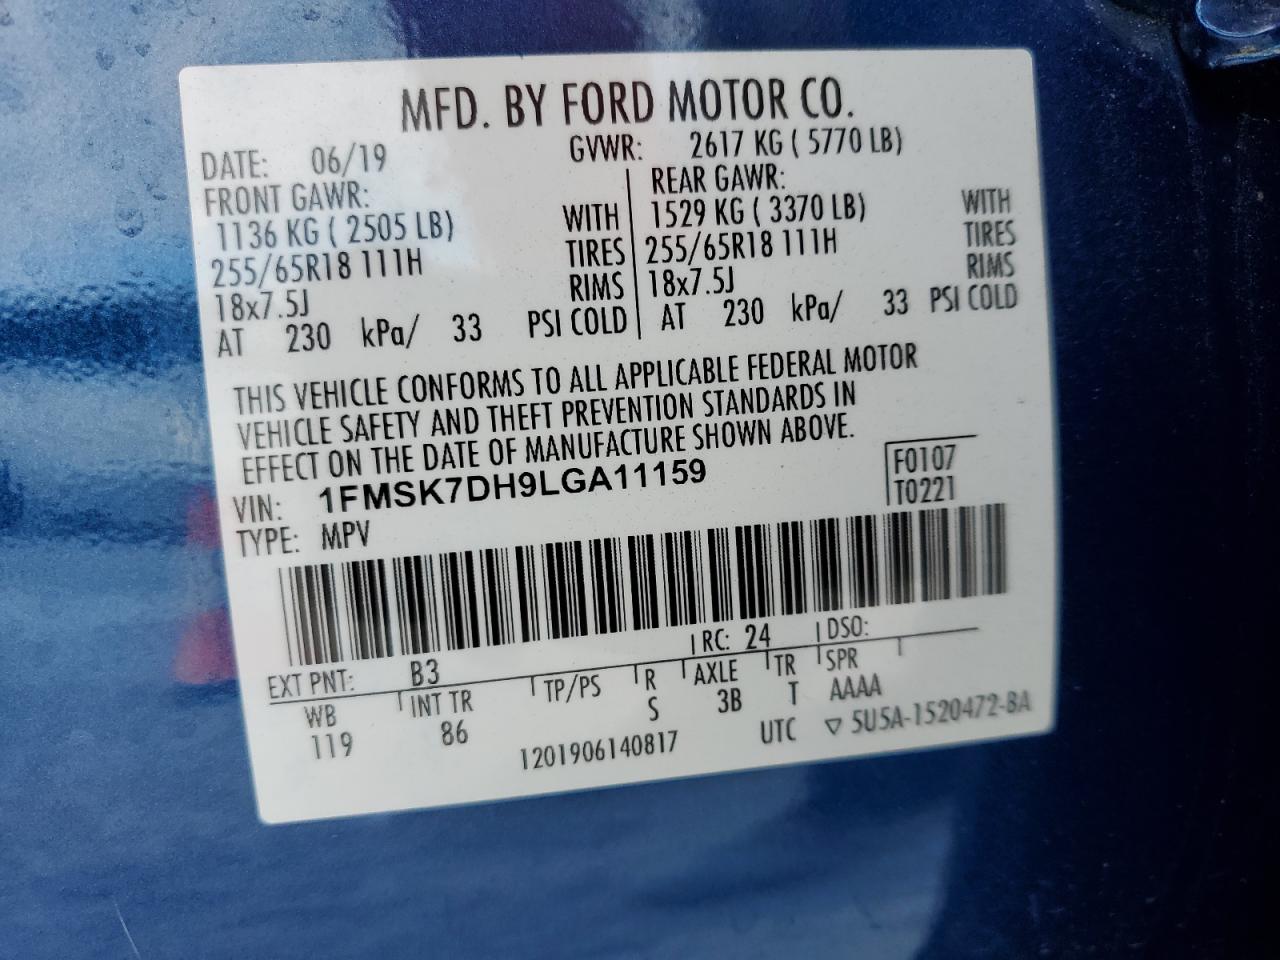 MFD. BY FORD MOTOR CO.
DATE: 06/19 GVWR: 2617 KG ( 5770 LB)
FRONT GAWR: REAR GAWR:
1136 KG ( 2505 LB) WITH 1529 KG ( 3370 LB) WITH
255/65R18 111H TIRES 255/65R18 111H TIRES
18x7.5J RIMS 18x7.5J RIMS
AT 230 kPa/ 33 PSI COLD AT 230 kPa/ 33 PSI COLD
THIS VEHICLE CONFORMS TO ALL APPLICABLE FEDERAL MOTOR
VEHICLE SAFETY AND THEFT PREVENTION STANDARDS IN
EFFECT ON THE DATE OF MANUFACTURE SHOWN ABOVE.
VIN: 1FMSK7DH9LGA11159 F0107
TYPE: MPV T0221
EXT PNT: B3 RC: 24 DSO:
WB INT TR TP/PS R AXLE TR SPR
119 86 S 3B T AAAA
1201906140817 UTC ▽ 5U5A-1520472-BA